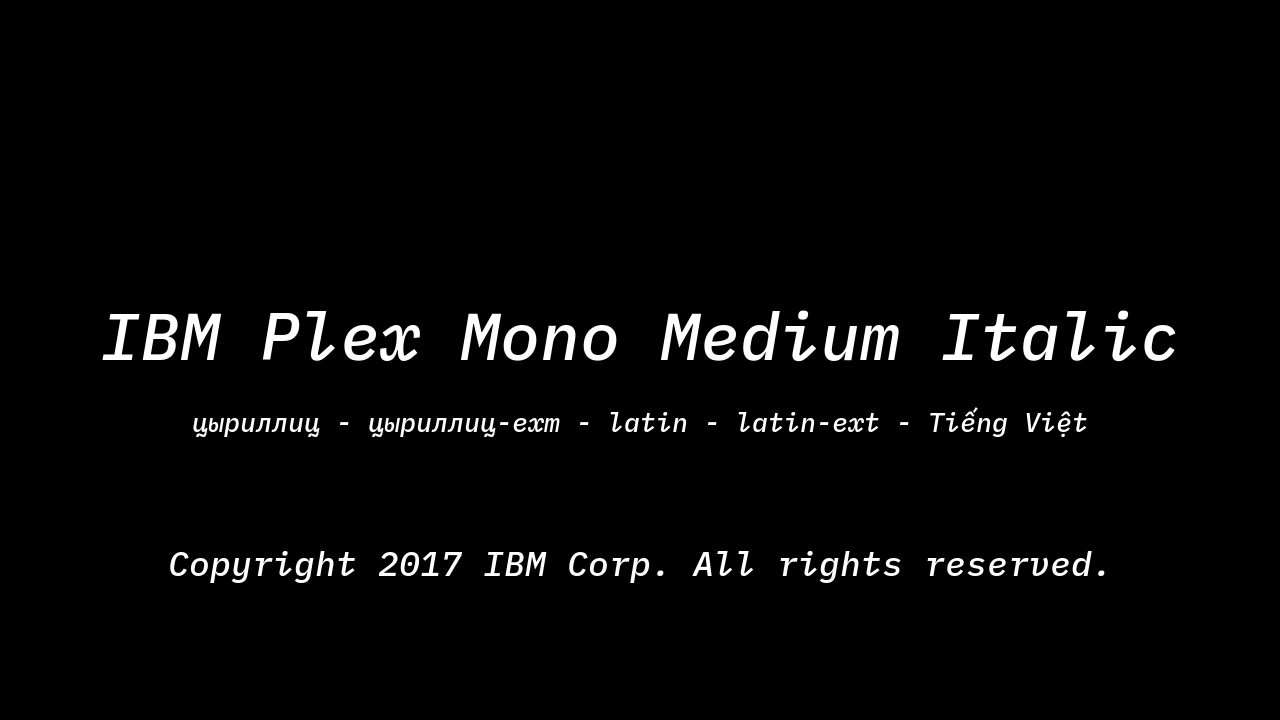 IBM Plex Mono Medium Italic
цыриллиц - цыриллиц-ехт - latin - latin-ext - Tiếng Việt
Copyright 2017 IBM Corp. All rights reserved.